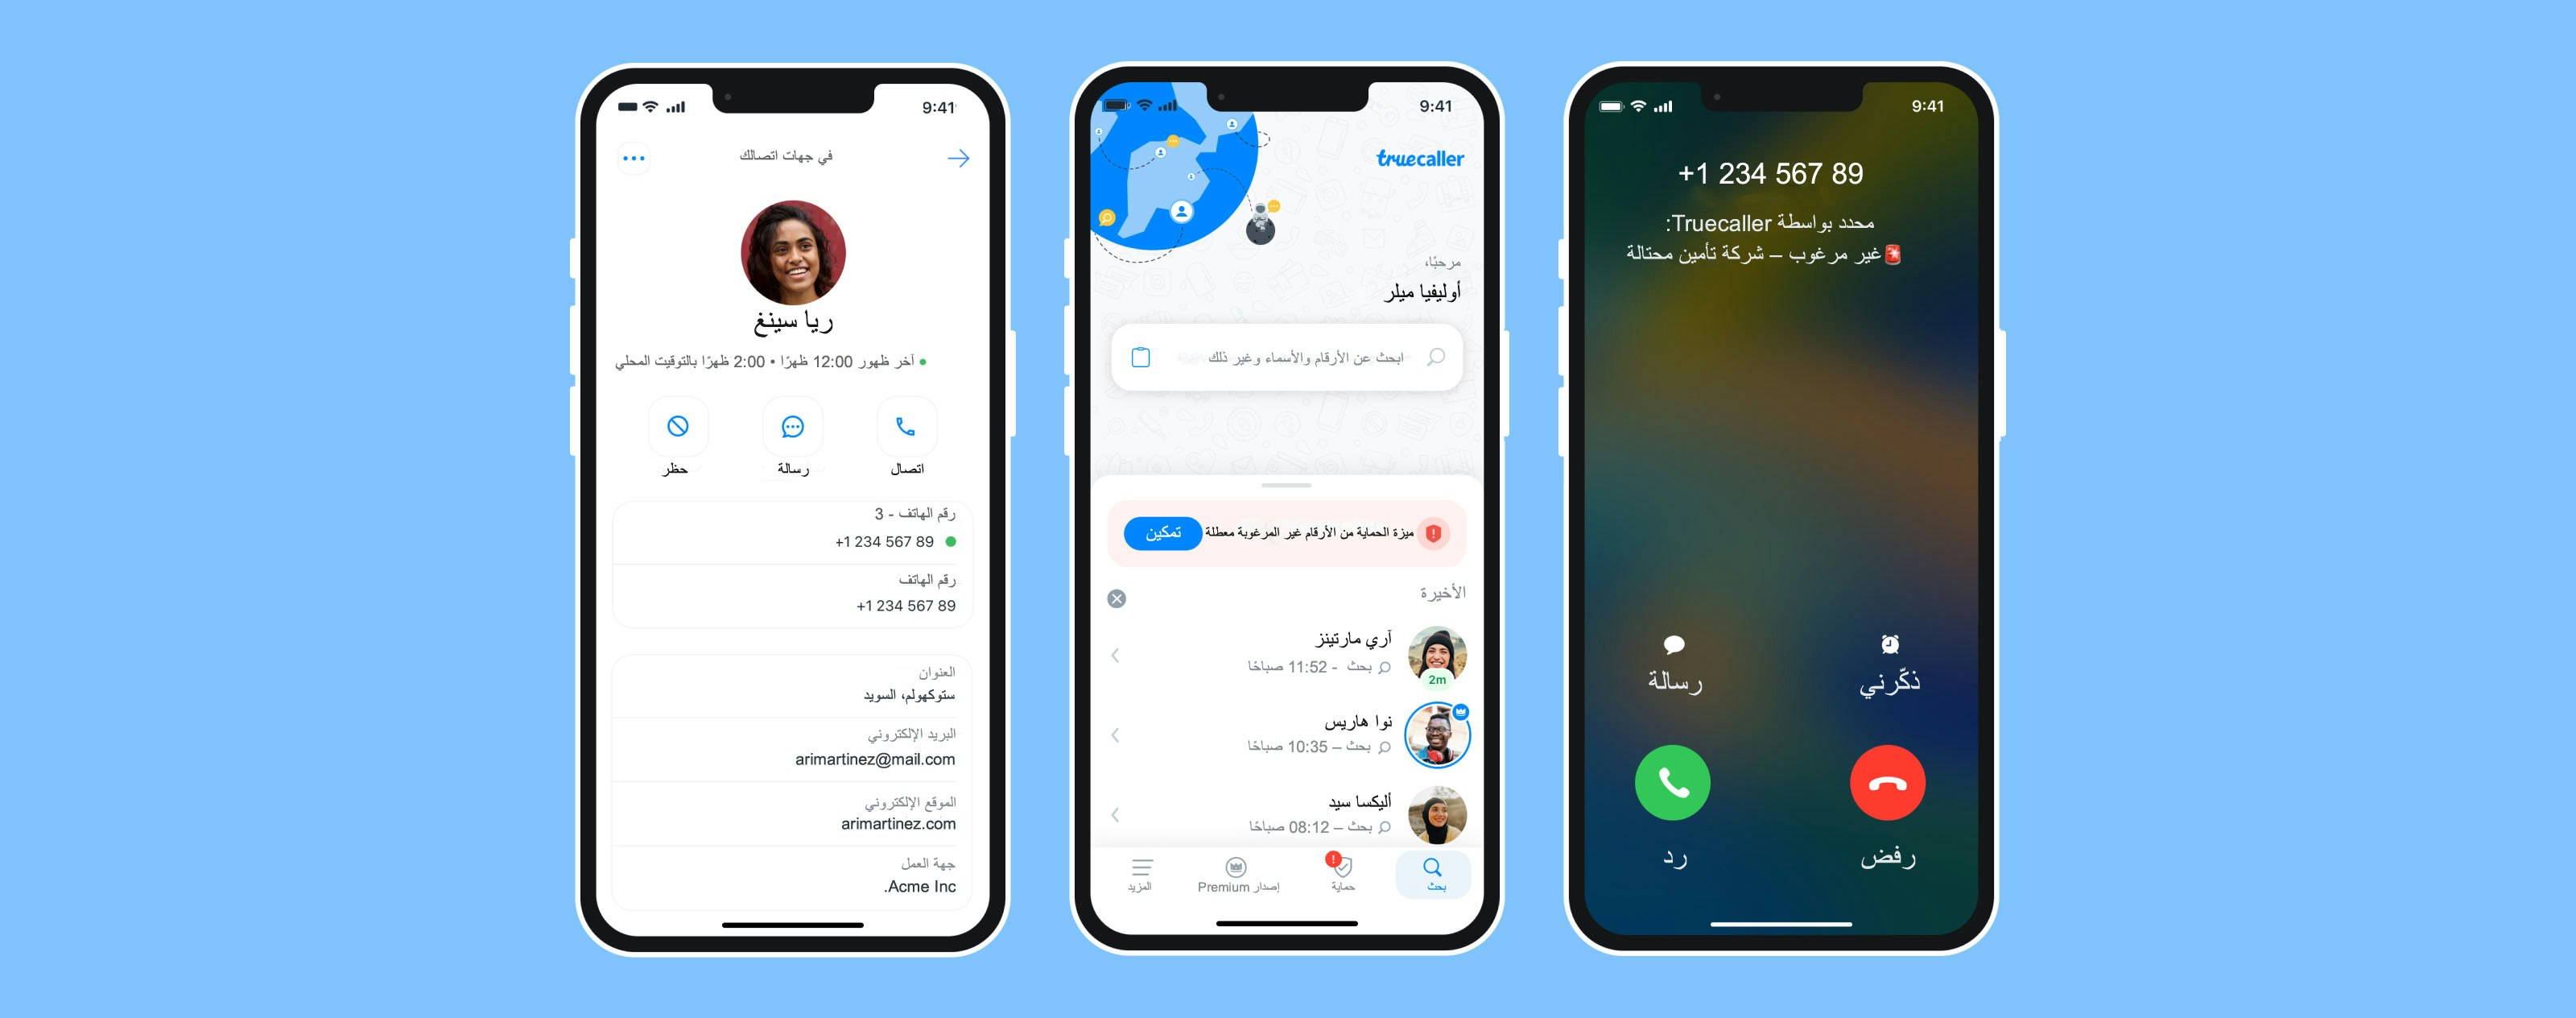 9:41
في جهات اتصالك
ريا سينغ
آخر ظهور 12:00 ظهرًا • 2:00 ظهرًا بالتوقيت المحلي
اتصال
رسالة
حظر
رقم الهاتف - 3
+1 234 567 89
رقم الهاتف
+1 234 567 89
العنوان
ستوكهولم، السويد
البريد الإلكتروني
arimartinez@mail.com
الموقع الإلكتروني
arimartinez.com
جهة العمل
Acme Inc.
9:41
truecaller
مرحبًا،
أوليفيا ميلر
ابحث عن الأرقام والأسماء وغير ذلك
ميزة الحماية من الأرقام غير المرغوبة معطلة
تمكين
الأخيرة
آري مارتينز
بحث - 11:52 صباحًا
2m
نوا هاريس
بحث – 10:35 صباحًا
أليكسا سيد
بحث – 08:12 صباحًا
بحث
حماية
إصدار Premium
المزيد
9:41
+1 234 567 89
محدد بواسطة Truecaller:
🚨غير مرغوب – شركة تأمين محتالة
ذكّرني
رسالة
رفض
رد